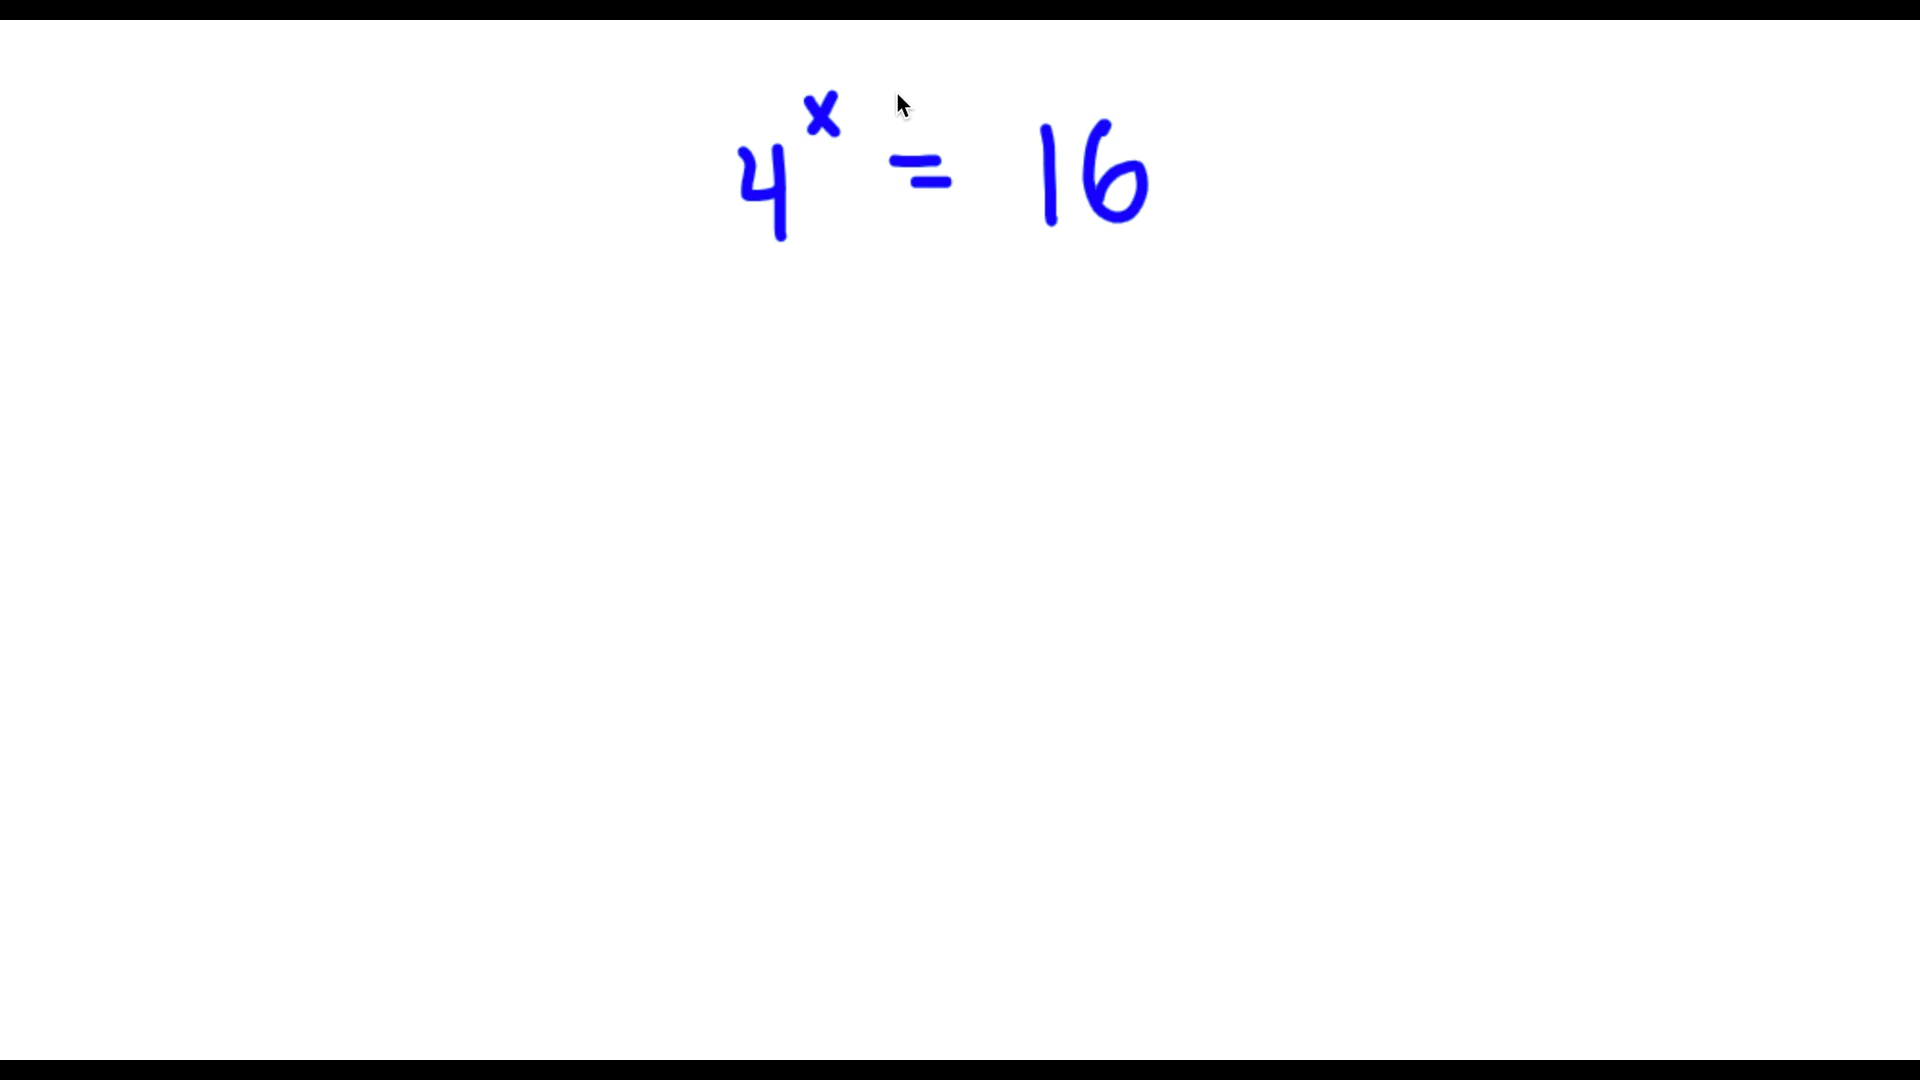 4^x = 16